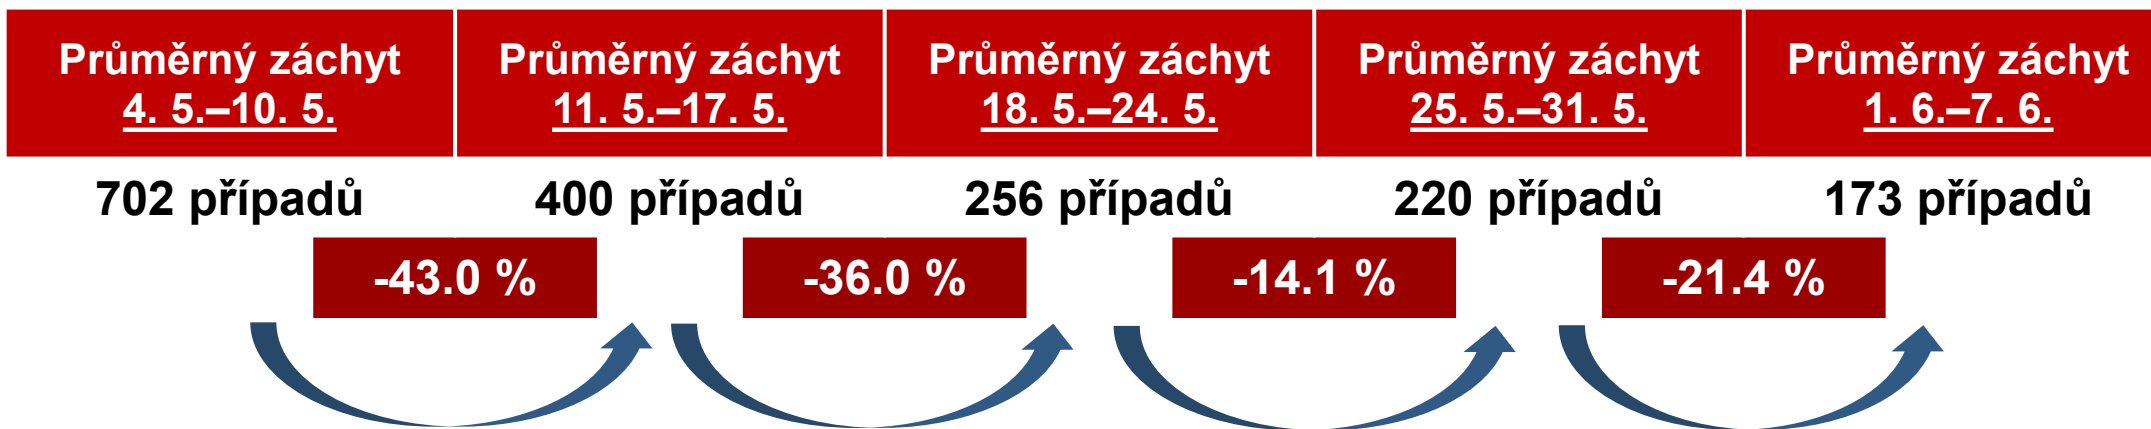 Průměrný záchyt
4. 5.–10. 5.
Průměrný záchyt
11. 5.–17. 5.
Průměrný záchyt
18. 5.–24. 5.
Průměrný záchyt
25. 5.–31. 5.
Průměrný záchyt
1. 6.–7. 6.
702 případů
400 případů
256 případů
220 případů
173 případů
-43.0 %
-36.0 %
-14.1 %
-21.4 %